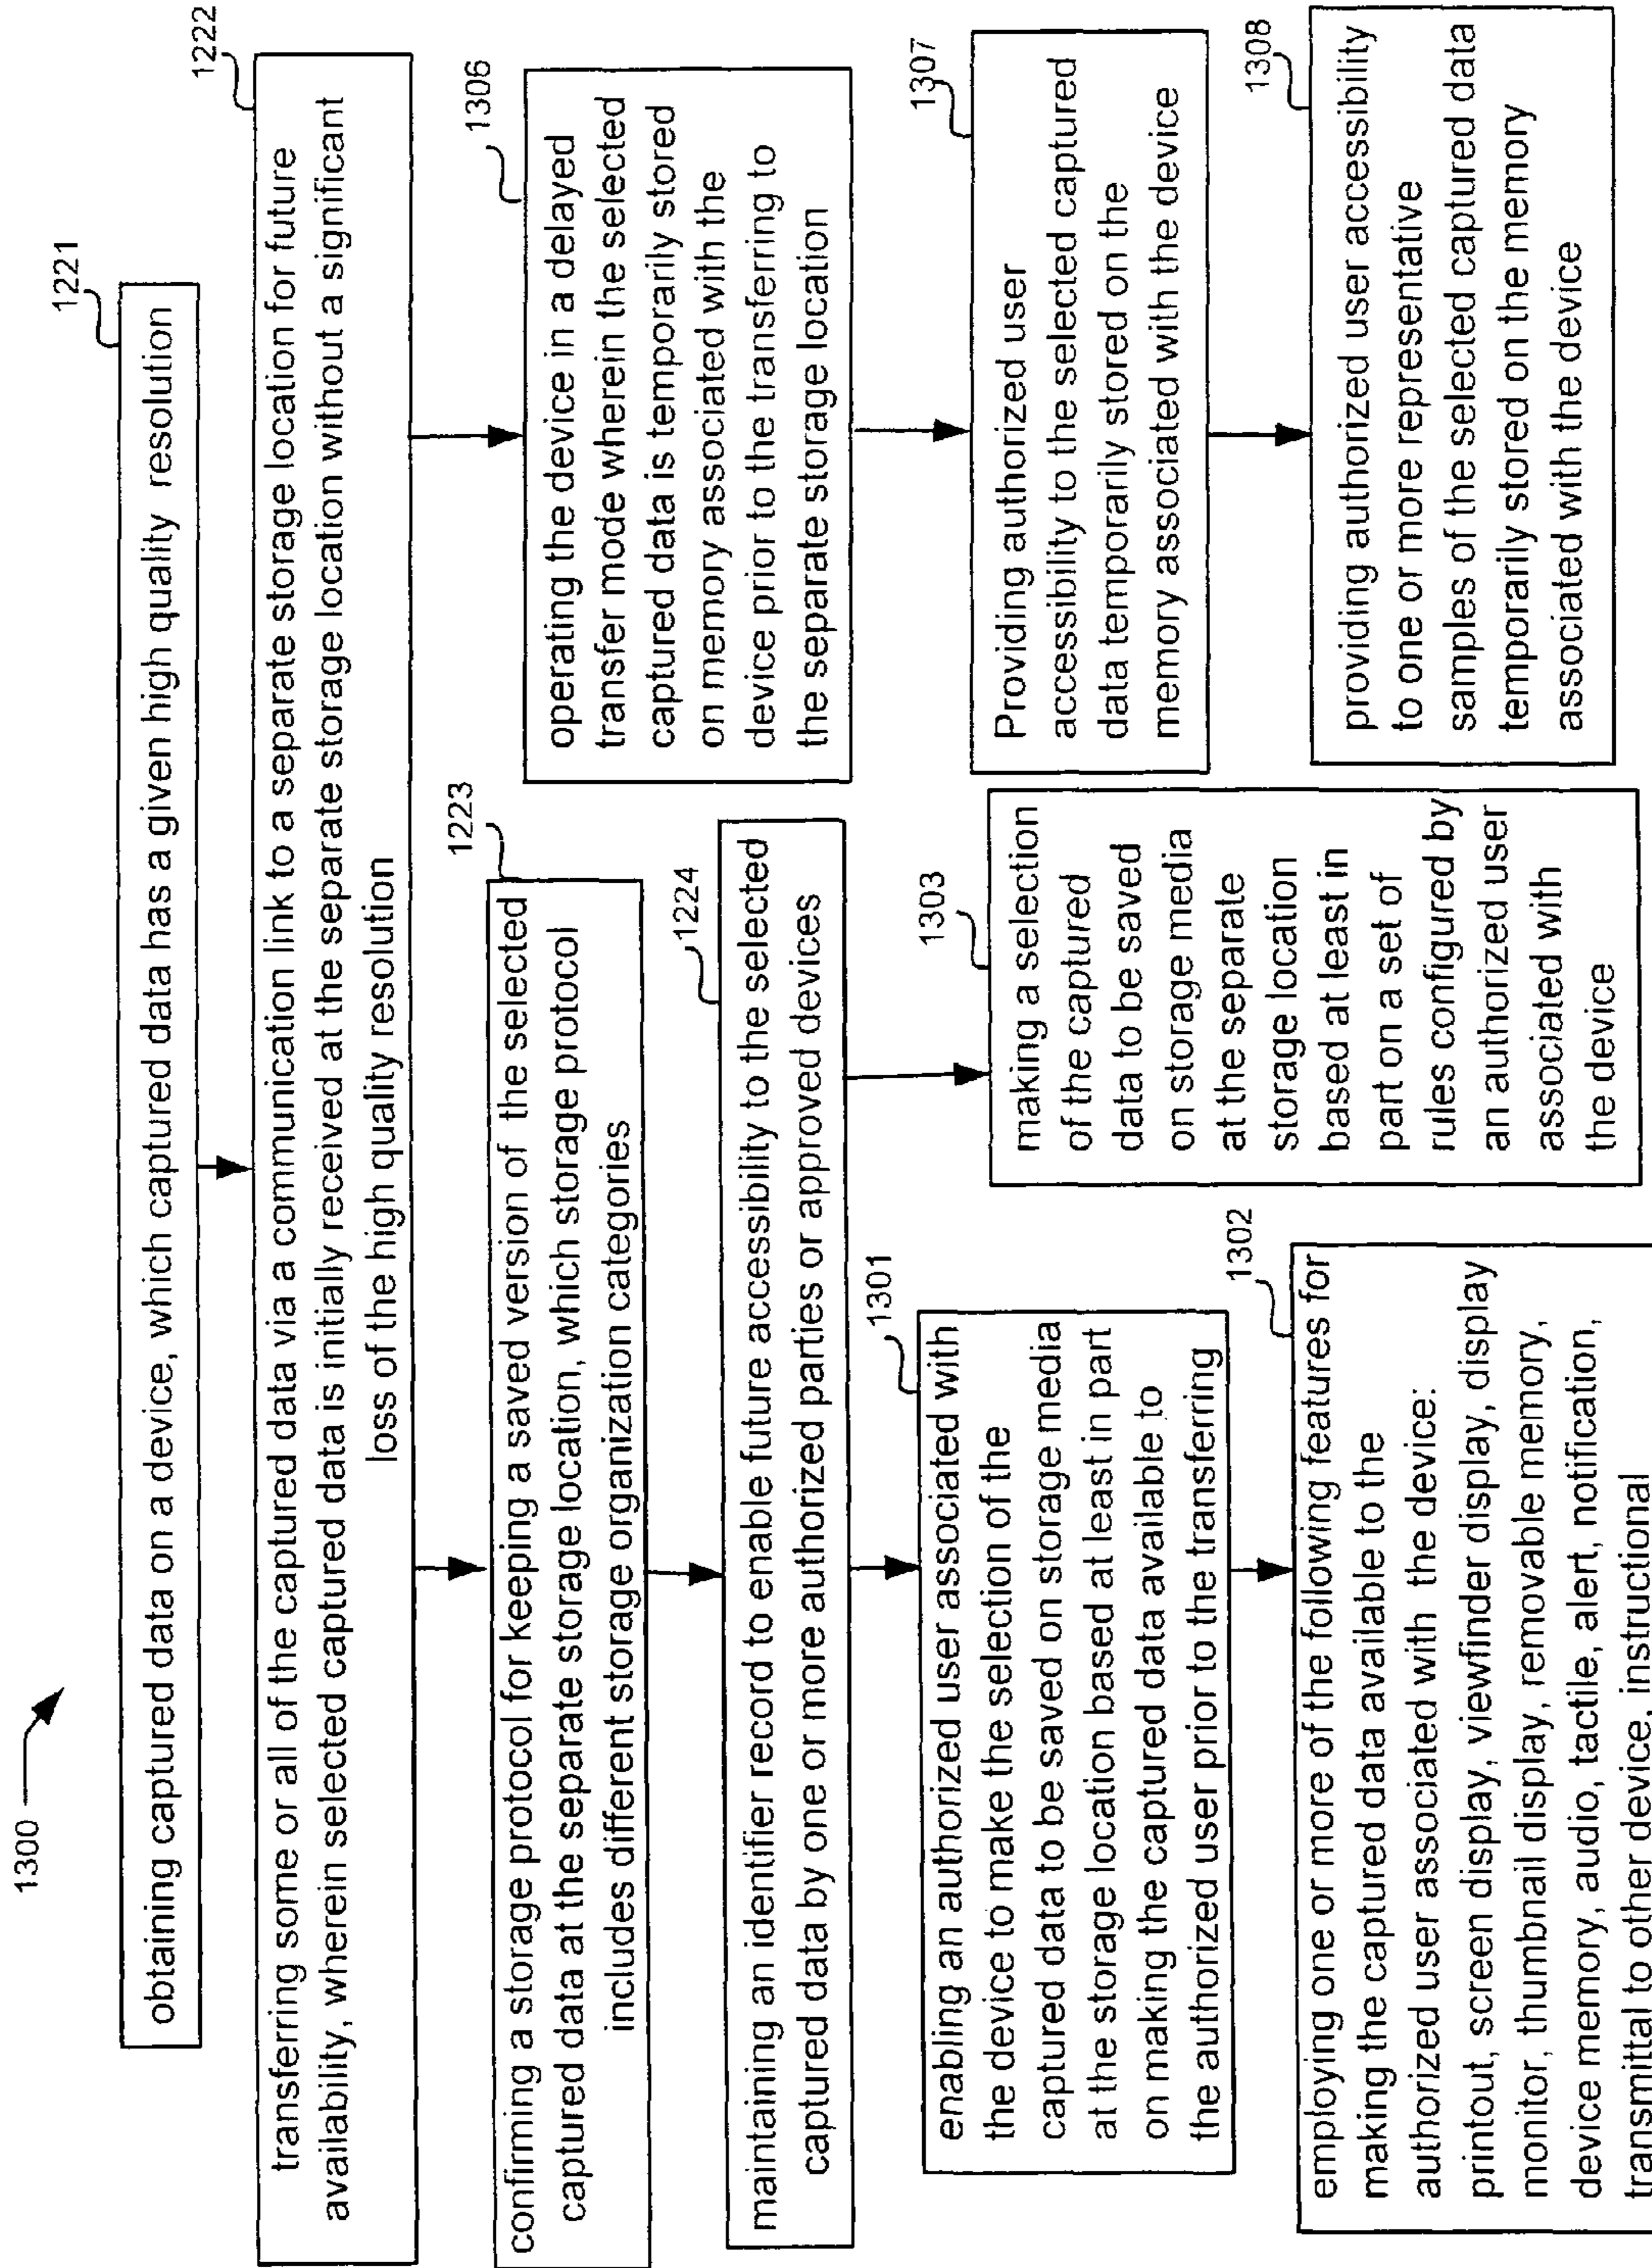 1300
1221
obtaining captured data on a device, which captured data has a given high quality resolution
1222
transferring some or all of the captured data via a communication link to a separate storage location for future
availability, wherein selected captured data is initially received at the separate storage location without a significant
loss of the high quality resolution
1223
confirming a storage protocol for keeping a saved version of the selected
captured data at the separate storage location, which storage protocol
includes different storage organization categories
1224
maintaining an identifier record to enable future accessibility to the selected
captured data by one or more authorized parties or approved devices
1301
enabling an authorized user associated with
the device to make the selection of the
captured data to be saved on storage media
at the storage location based at least in part
on making the captured data available to
the authorized user prior to the transferring
1302
employing one or more of the following features for
making the captured data available to the
authorized user associated with the device:
printout, screen display, viewfinder display, display
monitor, thumbnail display, removable memory,
device memory, audio, tactile, alert, notification,
transmittal to other device, instructional
1303
making a selection
of the captured
data to be saved
on storage media
at the separate
storage location
based at least in
part on a set of
rules configured by
an authorized user
associated with
the device
1306
operating the device in a delayed
transfer mode wherein the selected
captured data is temporarily stored
on memory associated with the
device prior to the transferring to
the separate storage location
1307
Providing authorized user
accessibility to the selected captured
data temporarily stored on the
memory associated with the device
1308
providing authorized user accessibility
to one or more representative
samples of the selected captured data
temporarily stored on the memory
associated with the device